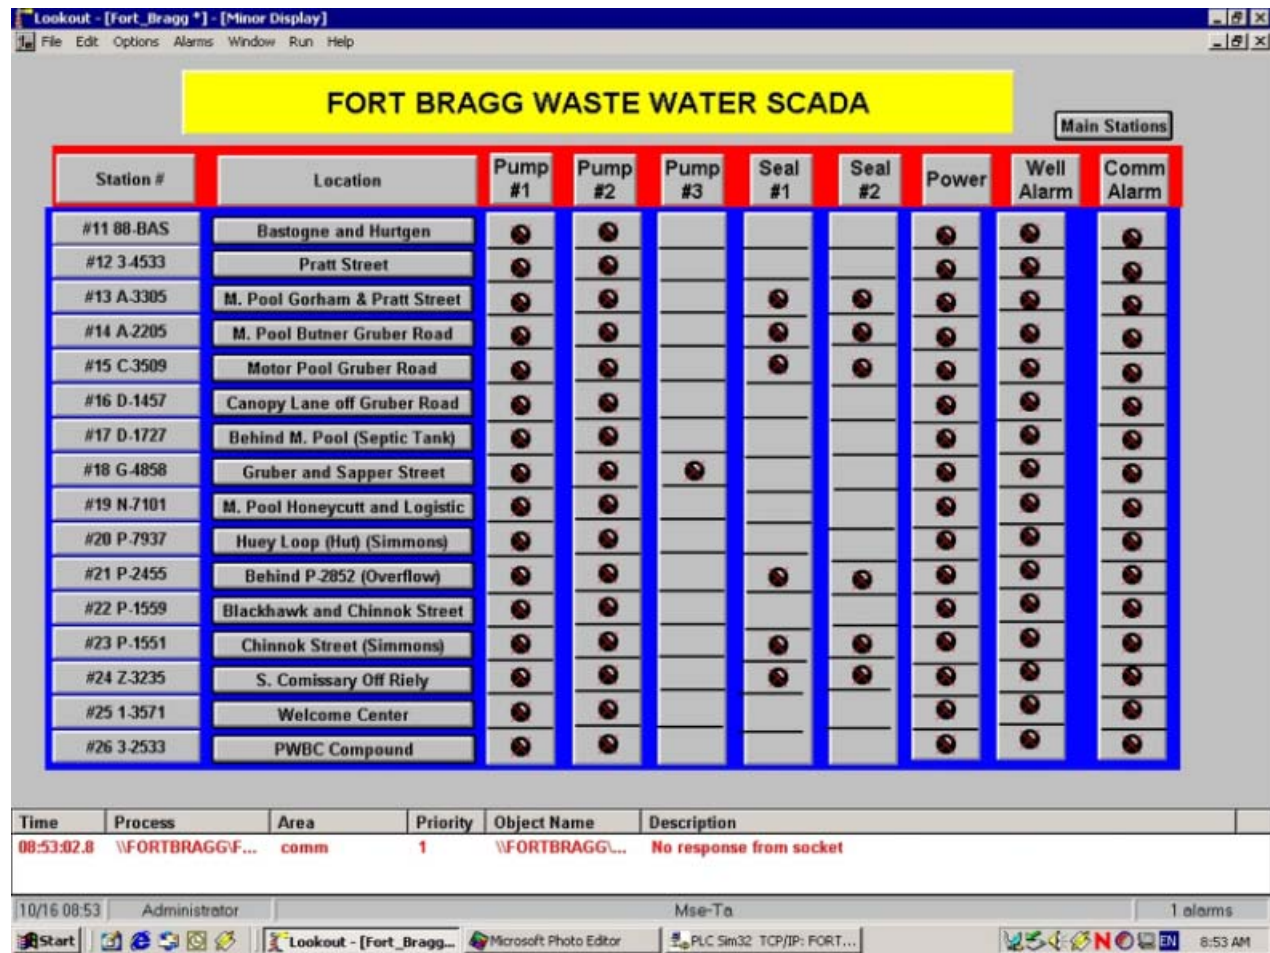 Lookout - [Fort_Bragg *] - [Minor Display]
File Edit Options Alarms Window Run Help
FORT BRAGG WASTE WATER SCADA
Main Stations
Station # Location Pump #1 Pump #2 Pump #3 Seal #1 Seal #2 Power Well Alarm Comm Alarm
#11 88-BAS Bastogne and Hurtgen
#12 3-4533 Pratt Street
#13 A-3305 M. Pool Gorham & Pratt Street
#14 A-2205 M. Pool Butner Gruber Road
#15 C-3509 Motor Pool Gruber Road
#16 D-1457 Canopy Lane off Gruber Road
#17 D-1727 Behind M. Pool (Septic Tank)
#18 G-4858 Gruber and Sapper Street
#19 N-7101 M. Pool Honeycutt and Logistic
#20 P-7937 Huey Loop (Hut) (Simmons)
#21 P-2455 Behind P-2852 (Overflow)
#22 P-1559 Blackhawk and Chinnok Street
#23 P-1551 Chinnok Street (Simmons)
#24 Z-3235 S. Comissary Off Riely
#25 1-3571 Welcome Center
#26 3-2533 PWBC Compound
Time Process Area Priority Object Name Description
08:53:02.8 \\FORTBRAGG\F... comm 1 \\FORTBRAGG\... No response from socket
10/16 08:53 Administrator Mse-Ta 1 alarms
Start Lookout - [Fort_Bragg... Microsoft Photo Editor PLC Sim32 TCP/IP: FORT... EN 8:53 AM